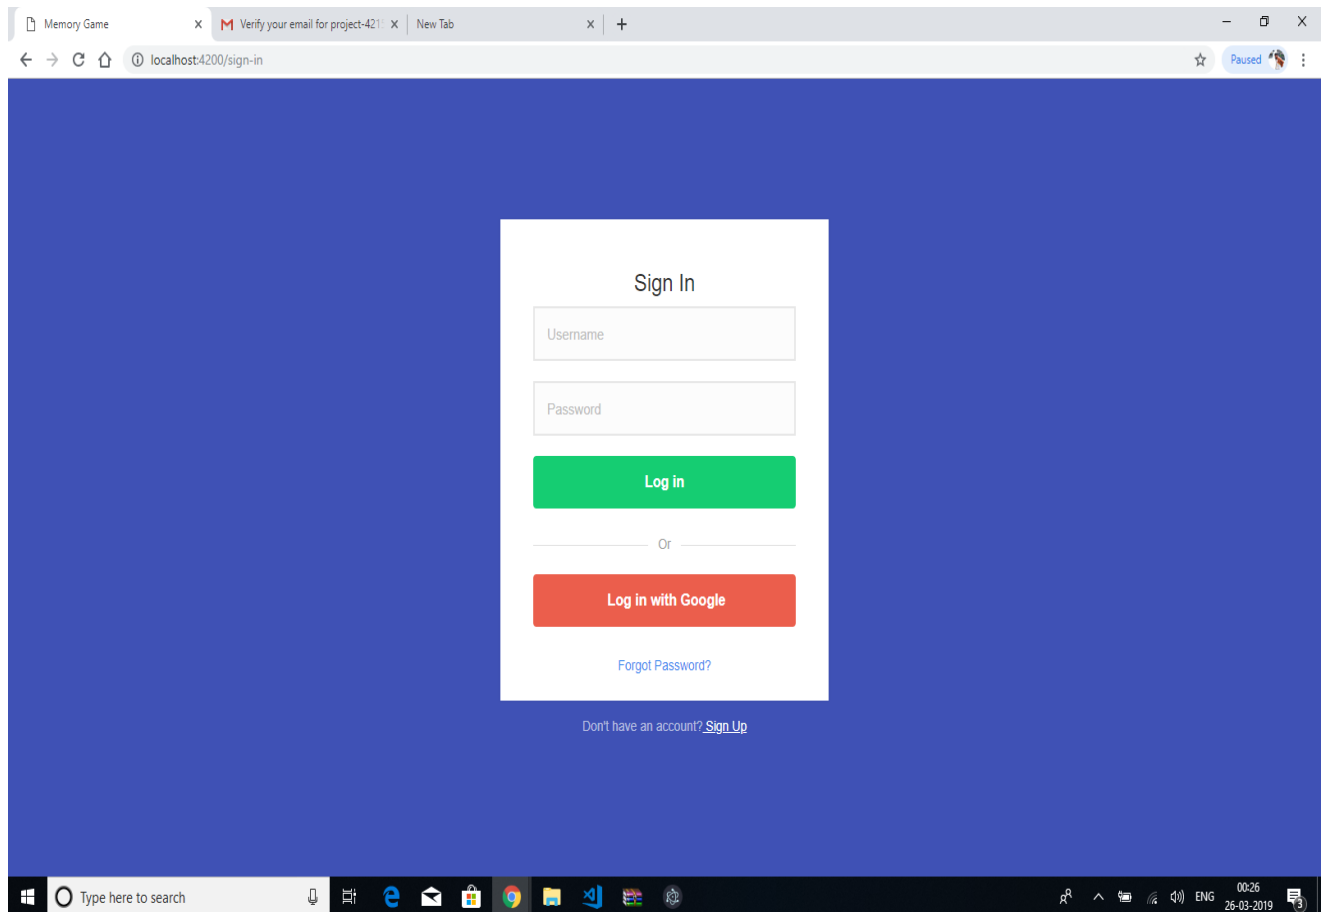 Memory Game
Verify your email for project-421
New Tab
localhost:4200/sign-in
Paused
Sign In
Username
Password
Log in
Or
Log in with Google
Forgot Password?
Don't have an account? Sign Up
Type here to search
ENG
00:26
26-03-2019
3